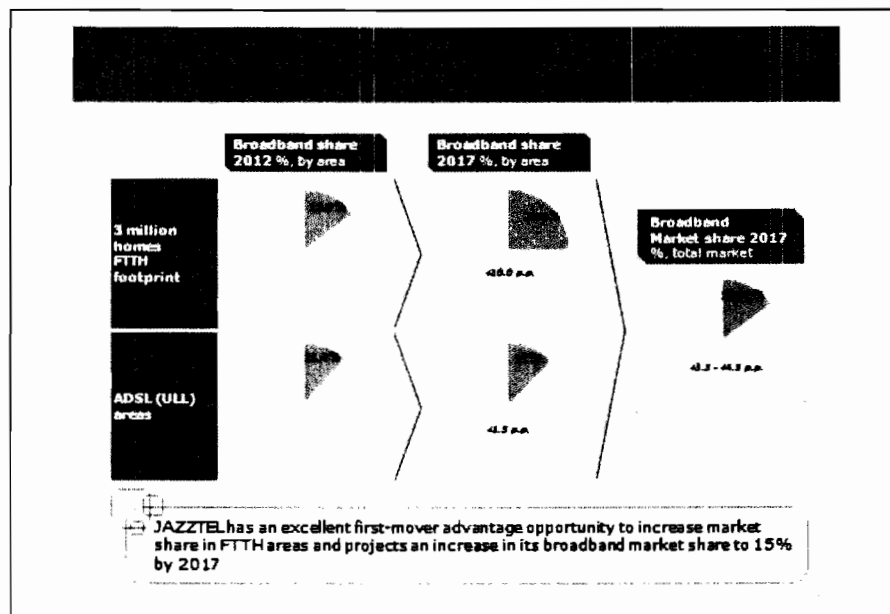 Broadband share
2012 %, by area
Broadband share
2017 %, by area
3 million
homes
FTTH
footprint
Broadband
Market share 2017
%, total market
ADSL (ULL)
areas
JAZZTEL has an excellent first-mover advantage opportunity to increase market
share in FTTH areas and projects an increase in its broadband market share to 15%
by 2017